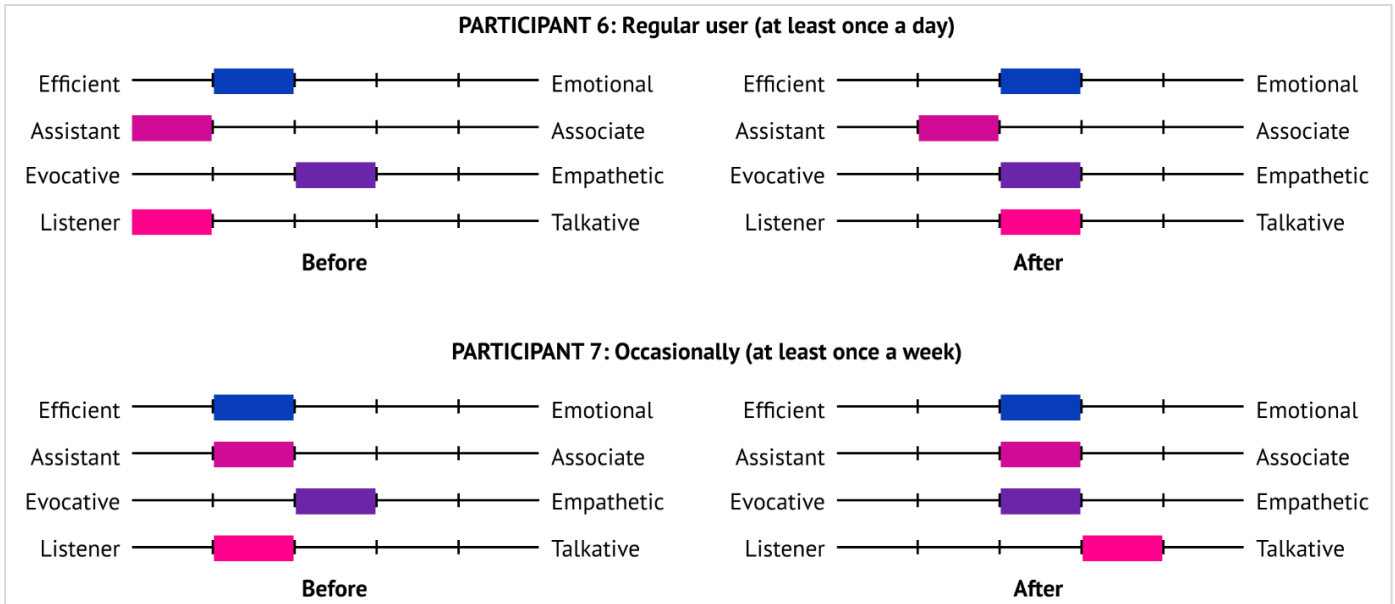 PARTICIPANT 6: Regular user (at least once a day)
Efficient Emotional
Assistant Associate
Evocative Empathetic
Listener Talkative
Before
Efficient Emotional
Assistant Associate
Evocative Empathetic
Listener Talkative
After
PARTICIPANT 7: Occasionally (at least once a week)
Efficient Emotional
Assistant Associate
Evocative Empathetic
Listener Talkative
Before
Efficient Emotional
Assistant Associate
Evocative Empathetic
Listener Talkative
After